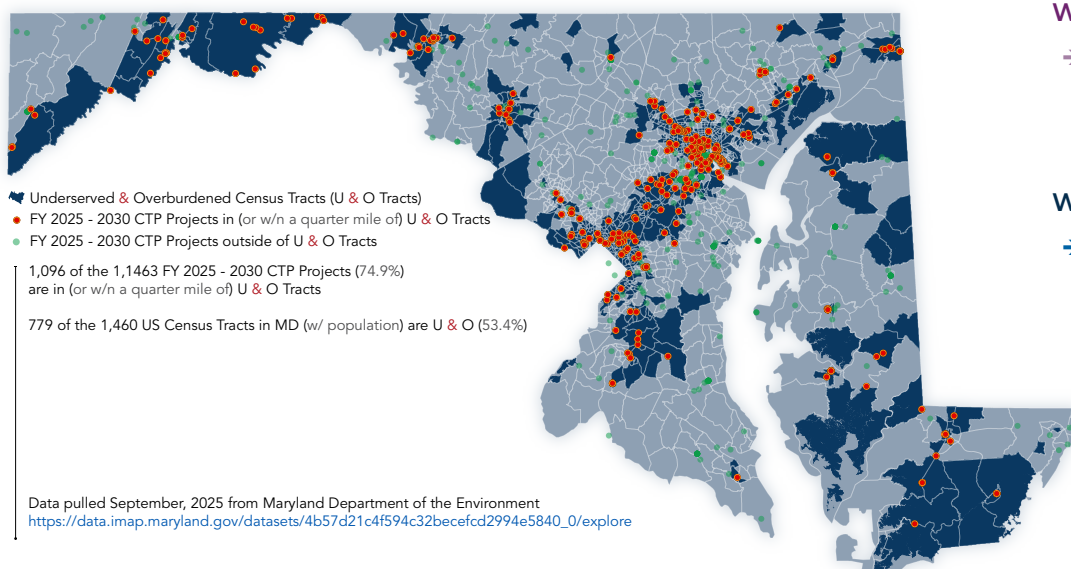 Underserved & Overburdened Census Tracts (U & O Tracts)
FY 2025 - 2030 CTP Projects in (or w/n a quarter mile of) U & O Tracts
FY 2025 - 2030 CTP Projects outside of U & O Tracts
1,096 of the 1,1463 FY 2025 - 2030 CTP Projects (74.9%)
are in (or w/n a quarter mile of) U & O Tracts
779 of the 1,460 US Census Tracts in MD (w/ population) are U & O (53.4%)
Data pulled September, 2025 from Maryland Department of the Environment
https://data.imap.maryland.gov/datasets/4b57d21c4f594c32becefcd2994e5840_0/explore
W
W